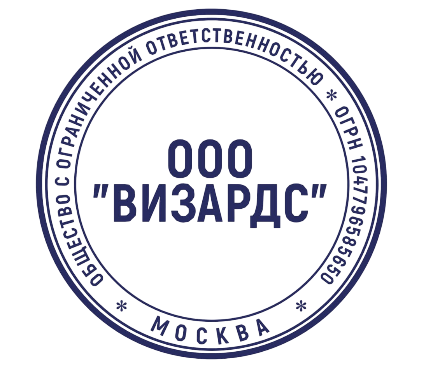 ОБЩЕСТВО С ОГРАНИЧЕННОЙ ОТВЕТСТВЕННОСТЬЮ * ОГРН 1047796585650 *
МОСКВА *
ООО
"ВИЗАРДС"